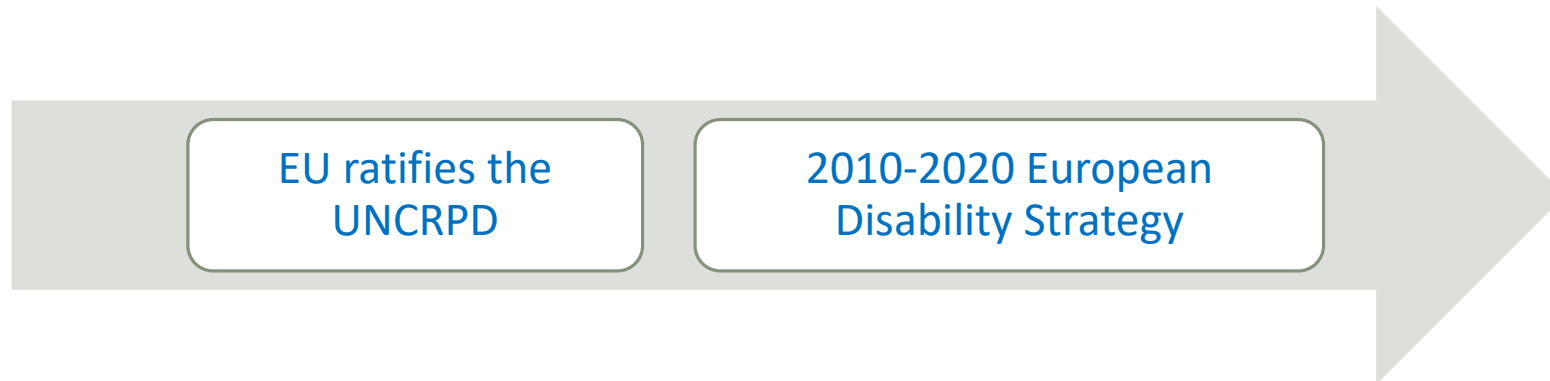 EU ratifies the
UNCRPD
2010-2020 European
Disability Strategy